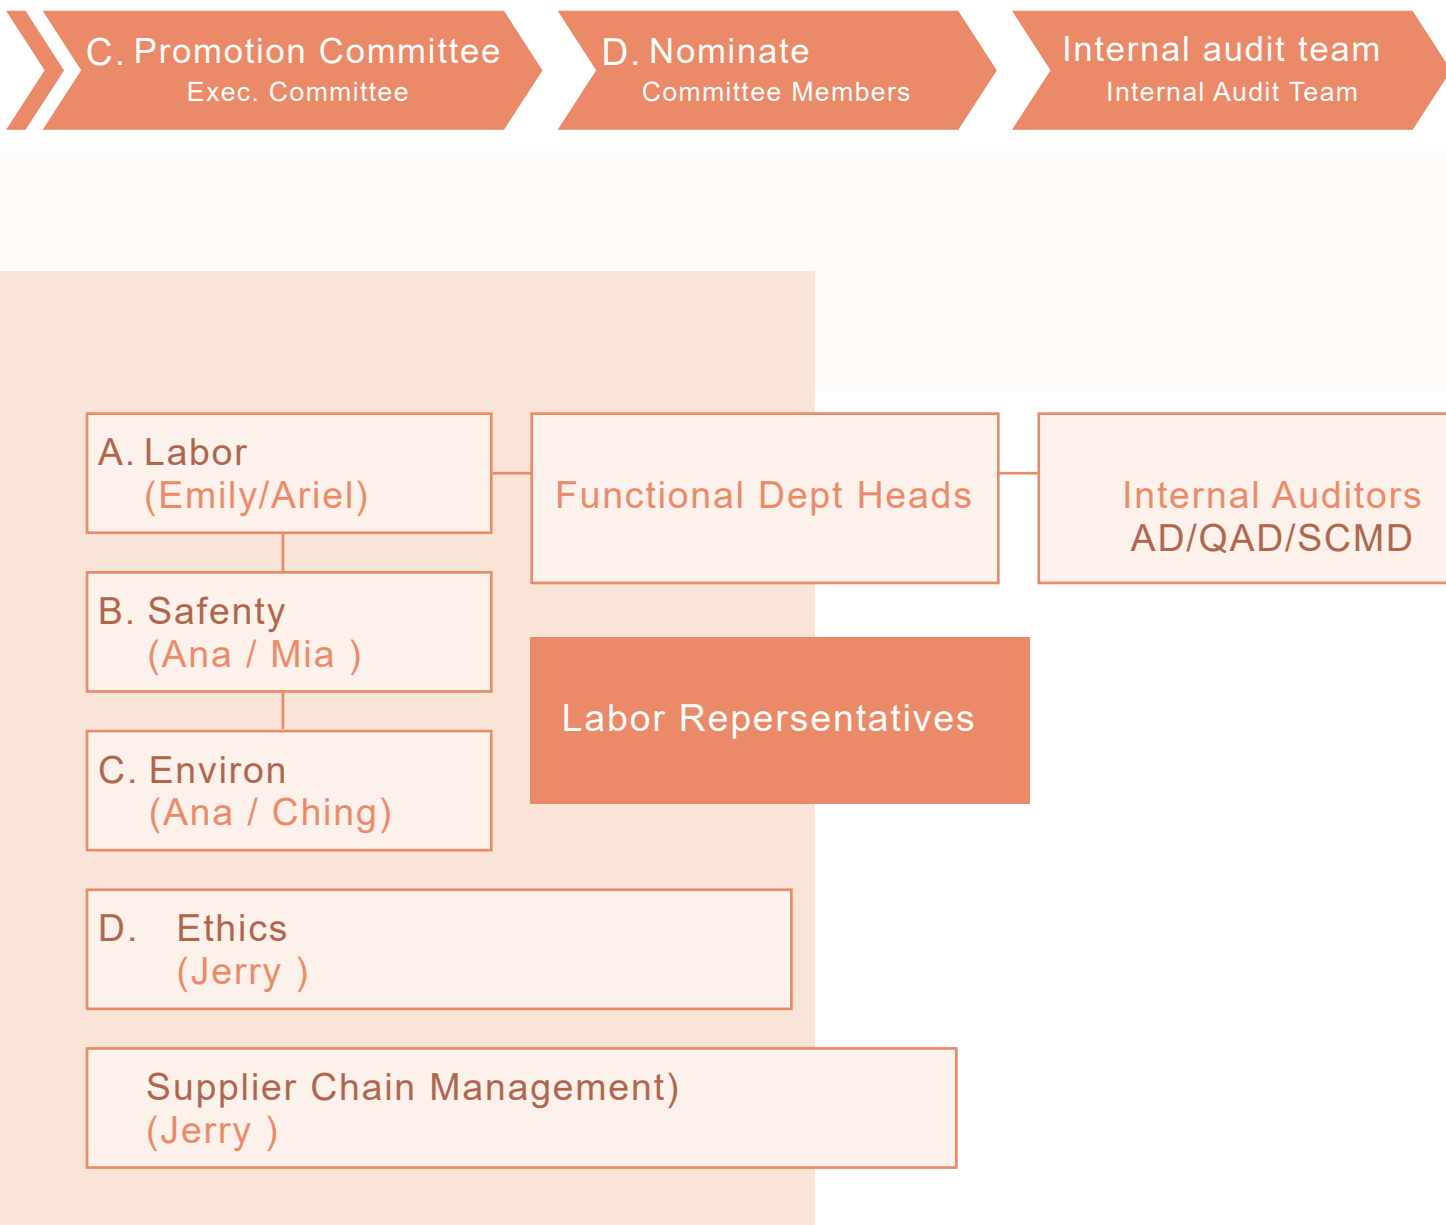 C. Promotion Committee
Exec. Committee
D. Nominate
Committee Members
Internal audit team
Internal Audit Team
A. Labor
(Emily/Ariel)
Functional Dept Heads
Internal Auditors
AD/QAD/SCMD
B. Safenty
(Ana / Mia )
Labor Repersentatives
C. Environ
(Ana / Ching)
D. Ethics
(Jerry )
Supplier Chain Management)
(Jerry )